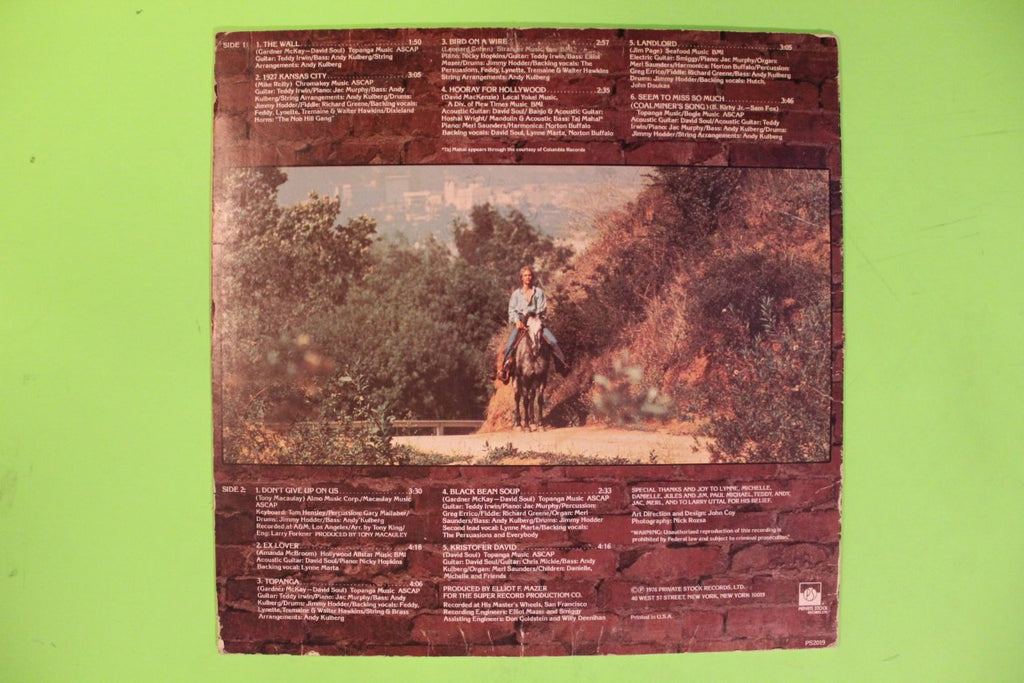 SIDE 1:
1. THE WALL 1:50
(Gardner McKay—David Soul) Topanga Music ASCAP
Guitar: Teddy Irwin/Bass: Andy Kulberg/String
Arrangements: Andy Kulberg
2. 1927 KANSAS CITY 3:05
(Mike Reilly) Chromakey Music ASCAP
Guitar: Teddy Irwin/Piano: Jac Murphy/Bass: Andy
Kulberg/String Arrangements: Andy Kulberg/Drums:
Jimmy Hodder/Fiddle: Richard Greene/Backing vocals:
Feddy, Lynette, Tremaine & Walter Hawkins/Dixieland
Horns: "The Nob Hill Gang"
3. BIRD ON A WIRE 2:57
(Leonard Cohen) Stranger Music, Inc. BMI
Piano: Nicky Hopkins/Guitar: Teddy Irwin/Bass: Elliot
Mazer/Drums: Jimmy Hodder/Backing vocals: The
Persuasions, Feddy, Lynette, Tremaine & Walter Hawkins
String Arrangements: Andy Kulberg
4. HOORAY FOR HOLLYWOOD 2:35
(David MacKenzie) Local Yokel Music,
A Div. of New Times Music BMI
Acoustic Guitar: David Soul/ Banjo & Acoustic Guitar:
Hoshal Wright/ Mandolin & Acoustic Bass: Taj Mahal*
Piano: Merl Saunders/Harmonica: Norton Buffalo
Backing vocals: David Soul, Lynne Marta, Norton Buffalo
*Taj Mahal appears through the courtesy of Columbia Records
5. LANDLORD 3:05
(Jim Page) Seafood Music BMI
Electric Guitar: Smiggy/Piano: Jac Murphy/Organ:
Merl Saunders/Harmonica: Norton Buffalo/Percussion:
Greg Errico/Fiddle: Richard Greene/Bass: Andy Kulberg
Drums: Jimmy Hodder/Backing vocals: Hutch,
John Doukas
6. SEEM TO MISS SO MUCH
(COALMINER'S SONG) (B. Kirby Jr.—Sam Fox) 3:46
Topanga Music/Bogie Music ASCAP
Acoustic Guitar: David Soul/Acoustic Guitar: Teddy
Irwin/Piano: Jac Murphy/Bass: Andy Kulberg/Drums:
Jimmy Hodder/String Arrangements: Andy Kulberg
SIDE 2:
1. DON'T GIVE UP ON US 3:30
(Tony Macaulay) Almo Music Corp./Macaulay Music
ASCAP
Keyboard: Tom Hensley/Percussion: Gary Mallaber/
Drums: Jimmy Hodder/Bass: Andy Kulberg
Recorded at A&M, Los Angeles/Arr. by Tony King/
Eng: Larry Forkner PRODUCED BY TONY MACAULEY
2. EX LOVER 4:18
(Amanda McBroom) Hollywood Allstar Music BMI
Acoustic Guitar: David Soul/Piano: Nicky Hopkins
Backing vocal: Lynne Marta
3. TOPANGA 4:06
(Gardner McKay—David Soul) Topanga Music ASCAP
Guitar: Teddy Irwin/Piano: Jac Murphy/Bass: Andy
Kulberg/Drums: Jimmy Hodder/Backing vocals: Feddy,
Lynette, Tremaine & Walter Hawkins/String & Brass
Arrangements: Andy Kulberg
4. BLACK BEAN SOUP 2:33
(Gardner McKay—David Soul) Topanga Music ASCAP
Guitar: Teddy Irwin/Piano: Jac Murphy/Percussion:
Greg Errico/Fiddle: Richard Greene/Organ: Merl
Saunders/Bass: Andy Kulberg/Drums: Jimmy Hodder
Second lead vocal: Lynne Marta/Backing vocals:
The Persuasions and Everybody
5. KRISTOFER DAVID 4:16
(David Soul) Topanga Music ASCAP
Guitar: David Soul/Guitar: Chris Mickie/Bass: Andy
Kulberg/Organ: Merl Saunders/Children: Danielle,
Michelle and Friends
PRODUCED BY ELLIOT F. MAZER
FOR THE SUPER RECORD PRODUCTION CO.
Recorded at His Master's Wheels, San Francisco
Recording Engineers: Elliot Mazer and Smiggy
Assisting Engineers: Don Guldstein and Willy Deenihan
SPECIAL THANKS AND JOY TO LYNNE, MICHELLE,
DANIELLE, JULES AND JIM, PAUL MICHAEL, TEDDY, ANDY,
JAC, MERL, AND TO LARRY UTTAL FOR HIS BELIEF.
Art Direction and Design: John Coy
Photography: Nick Rozsa
"WARNING: Unauthorized reproduction of this recording is
prohibited by Federal law and subject to criminal prosecution."
©℗ 1976 PRIVATE STOCK RECORDS, LTD.
40 WEST 57 STREET, NEW YORK, NEW YORK 10019
Printed in U.S.A.
PRIVATE STOCK
RECORDS, LTD.
PS2019